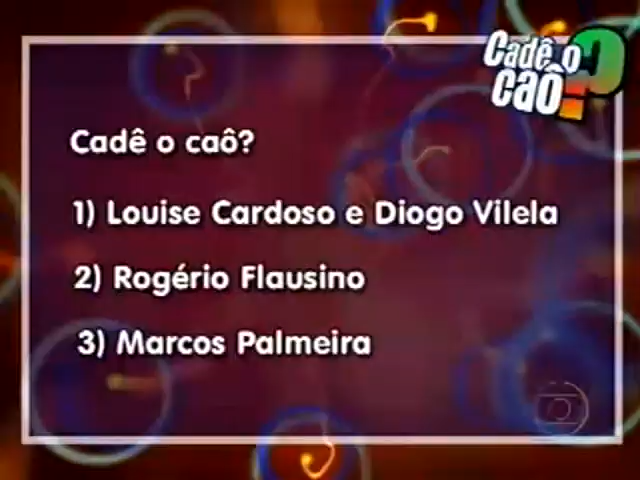 Cadê o
caô?
Cadê o caô?
1) Louise Cardoso e Diogo Vilela
2) Rogério Flausino
3) Marcos Palmeira